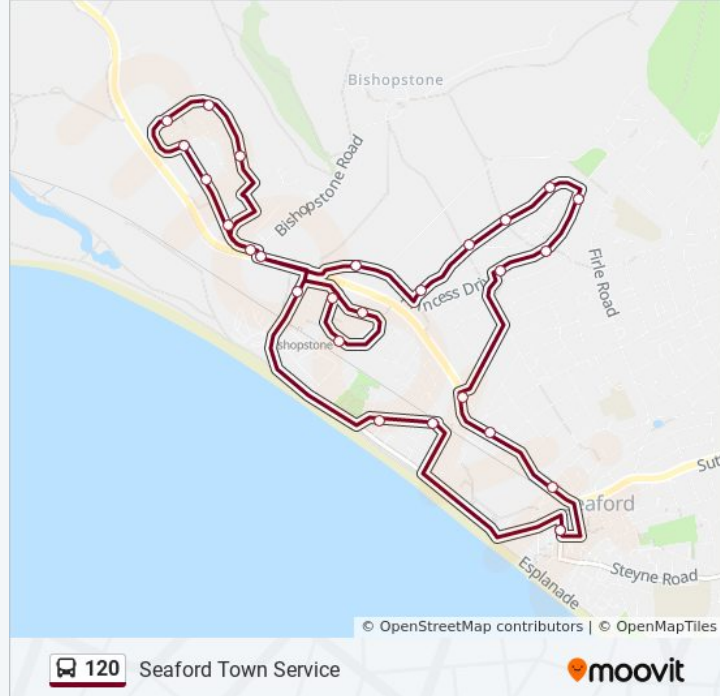 Bishopstone
Bishopstone Road
Firle Road
ncess Dri
shopstone
Sut
eaford
Steyne Road
Esplanade
© OpenStreetMap contributors | © OpenMapTiles
120 Seaford Town Service
moovit